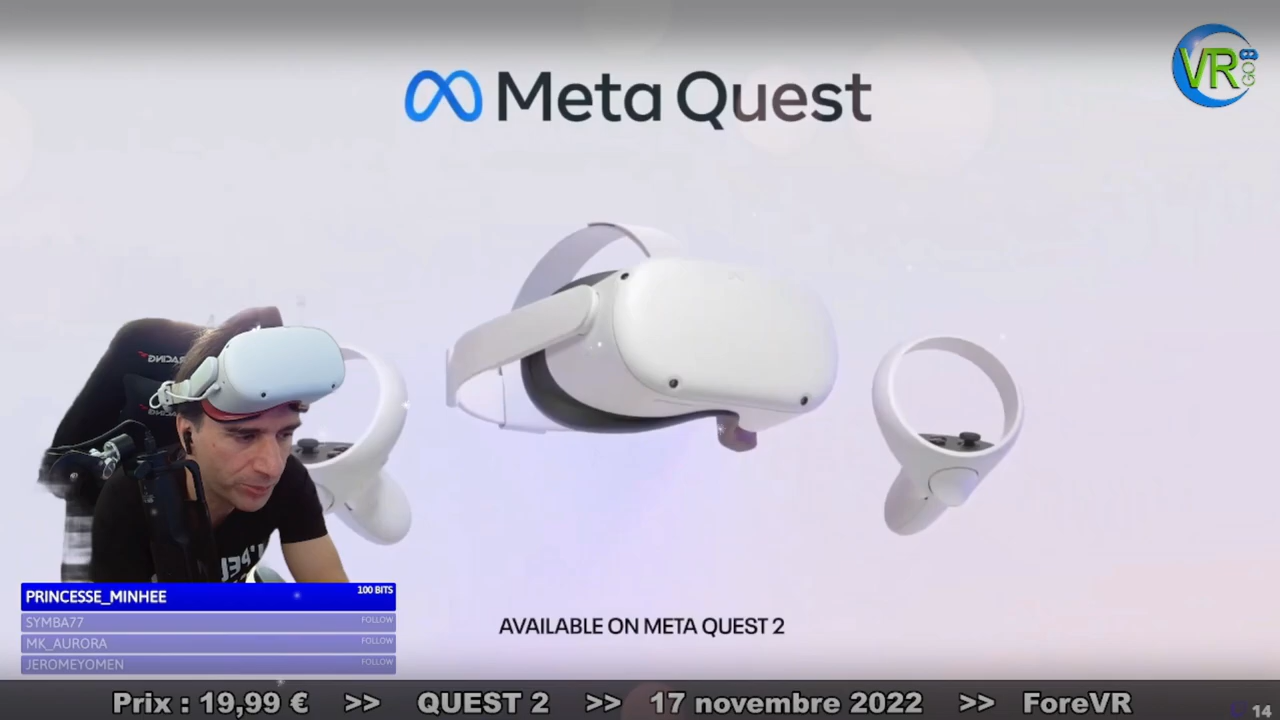 VR
GO
Meta Quest
RACING
PRINCESSE_MINHEE 100 BITS
SYMBA77 FOLLOW
MK_AURORA FOLLOW
JEROMEYOMEN FOLLOW
AVAILABLE ON META QUEST 2
Prix : 19,99 € >> QUEST 2 >> 17 novembre 2022 >> ForeVR
14